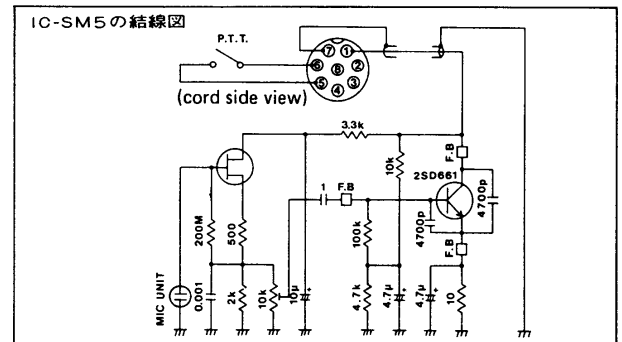 IC-SM5の結線図
P.T.T.
7
1
6
8
2
5
4
3
(cord side view)
3.3k
10k
F.B
2SD661
4700p
1
F.B
200M
500
100k
4700p
F.B
MIC UNIT
0.001
2k
10k
10μ
+
4.7k
4.7μ
+
4.7μ
+
10